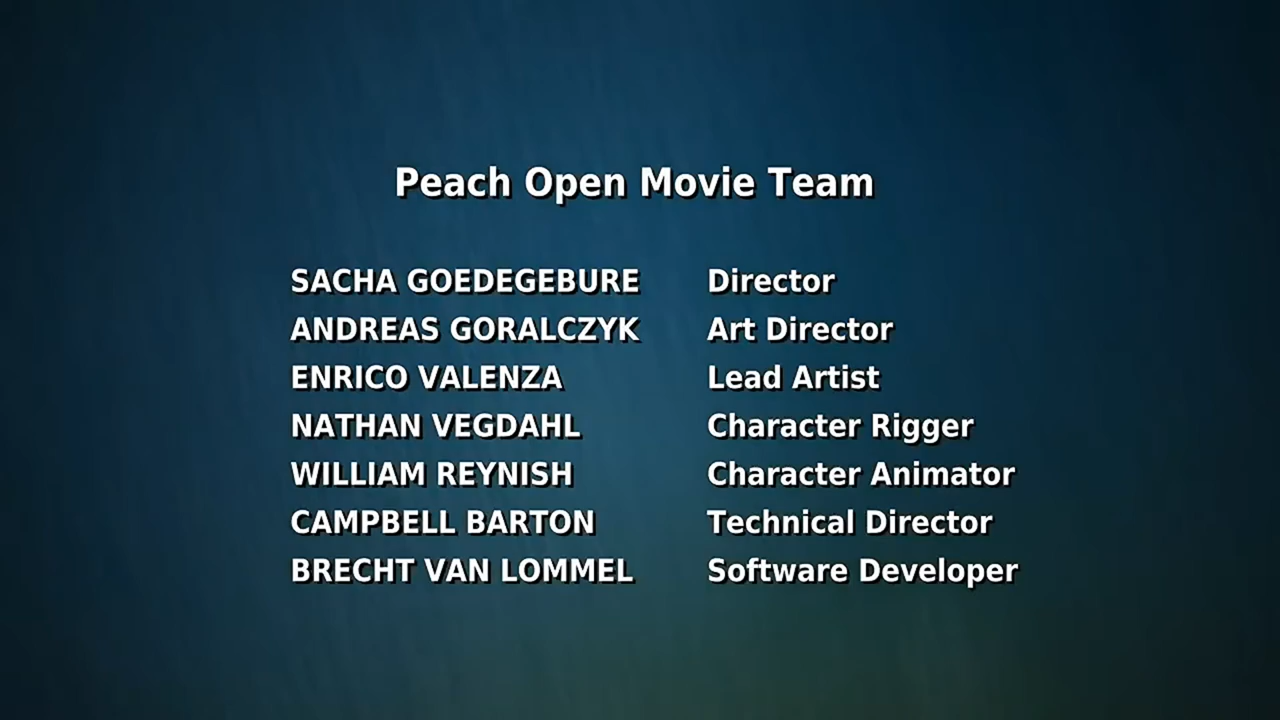 Peach Open Movie Team
SACHA GOEDEGEBURE Director
ANDREAS GORALCZYK Art Director
ENRICO VALENZA Lead Artist
NATHAN VEGDAHL Character Rigger
WILLIAM REYNISH Character Animator
CAMPBELL BARTON Technical Director
BRECHT VAN LOMMEL Software Developer